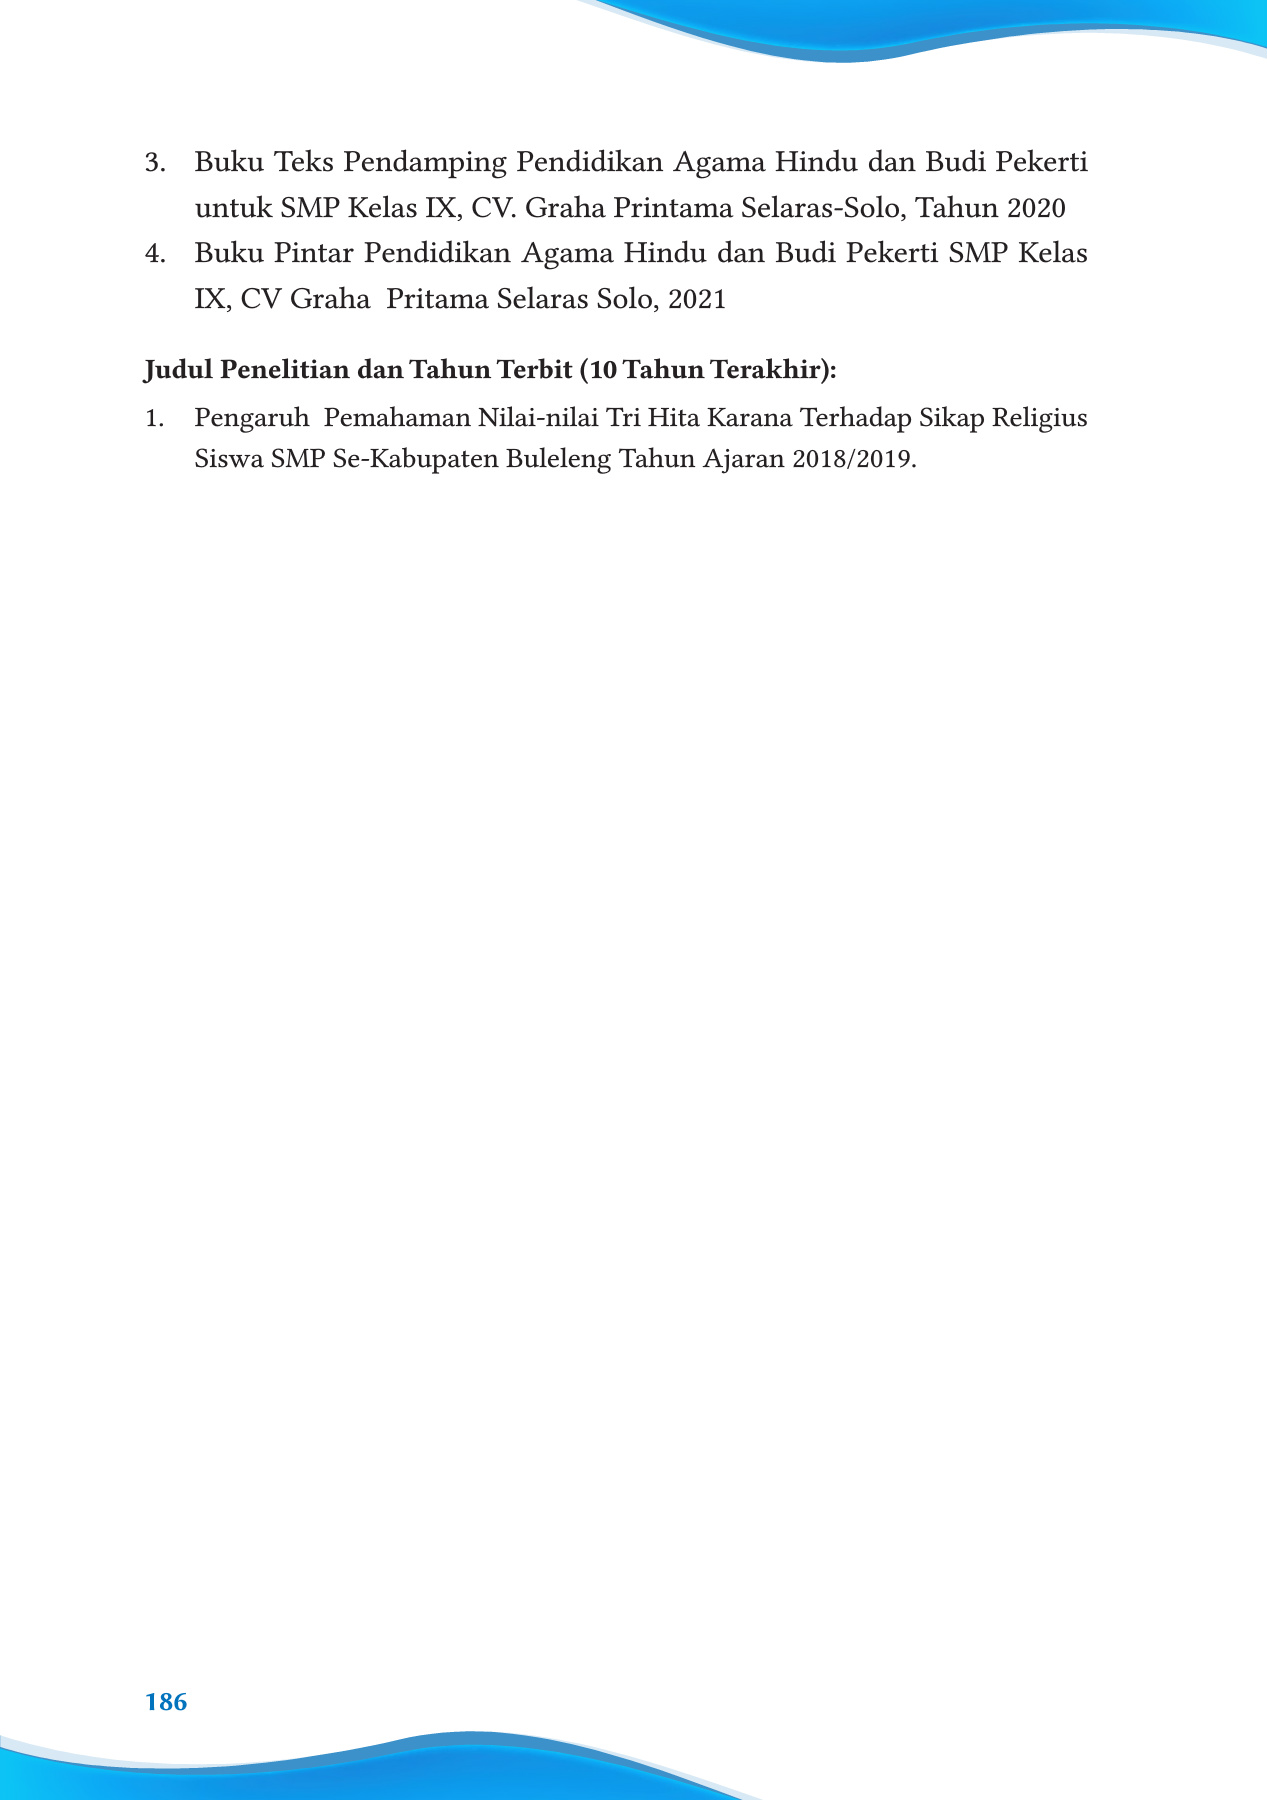 3. Buku Teks Pendamping Pendidikan Agama Hindu dan Budi Pekerti
untuk SMP Kelas IX, CV. Graha Printama Selaras-Solo, Tahun 2020
4. Buku Pintar Pendidikan Agama Hindu dan Budi Pekerti SMP Kelas
IX, CV Graha  Pritama Selaras Solo, 2021
Judul Penelitian dan Tahun Terbit (10 Tahun Terakhir):
1. Pengaruh  Pemahaman Nilai-nilai Tri Hita Karana Terhadap Sikap Religius
Siswa SMP Se-Kabupaten Buleleng Tahun Ajaran 2018/2019.
186